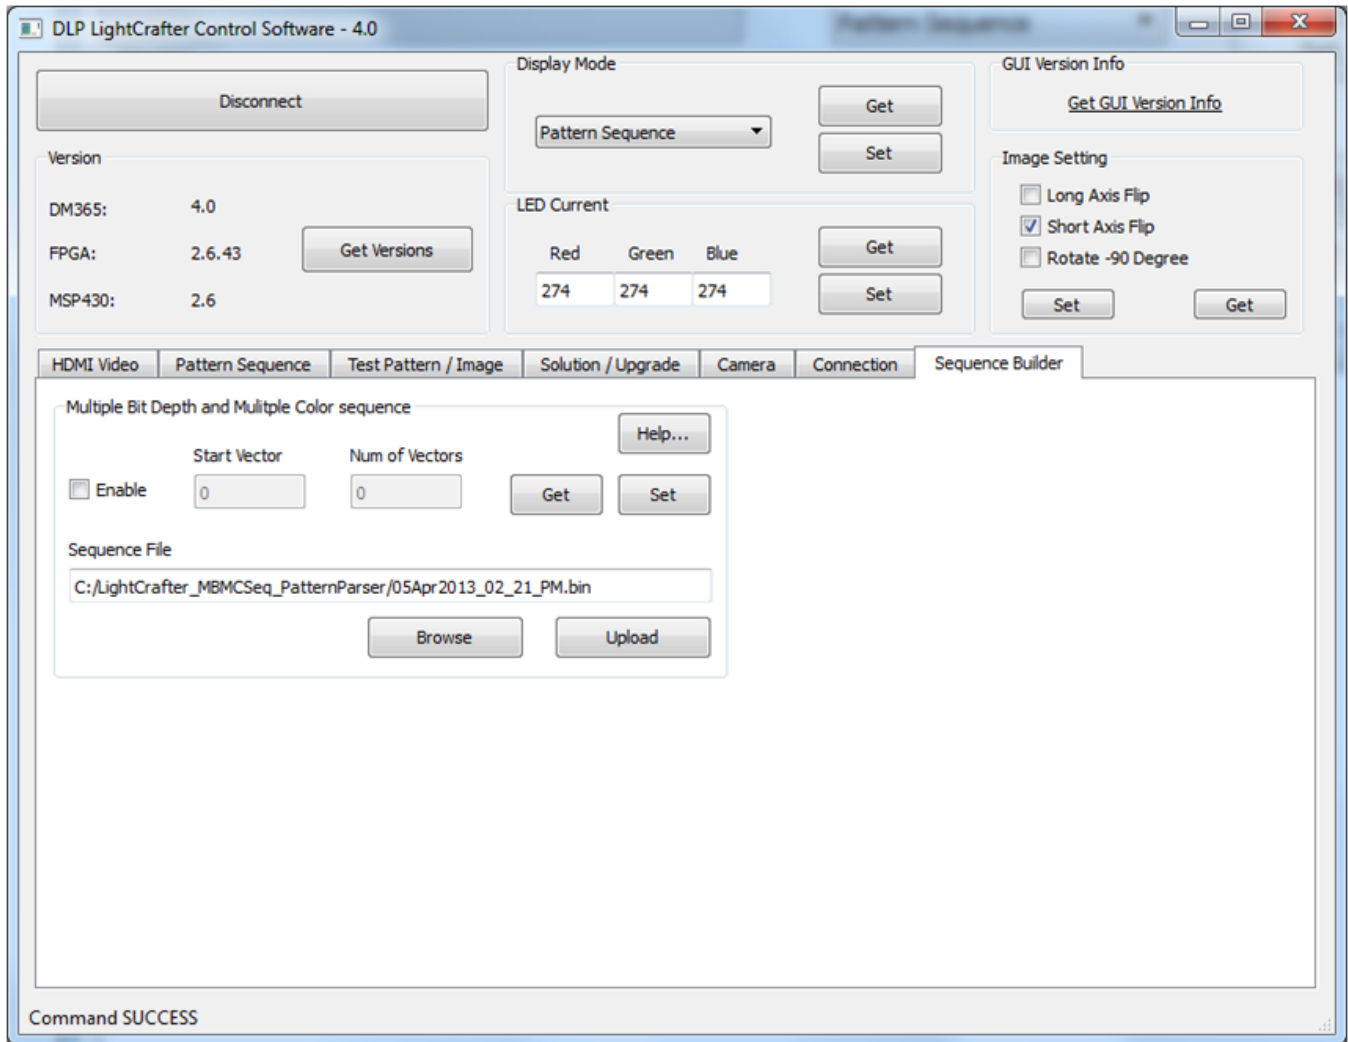 DLP LightCrafter Control Software - 4.0
Pattern Sequence
Disconnect
Version
DM365: 4.0
FPGA: 2.6.43
Get Versions
MSP430: 2.6
Display Mode
Pattern Sequence
Get
Set
LED Current
Red Green Blue
274 274 274
Get
Set
GUI Version Info
Get GUI Version Info
Image Setting
Long Axis Flip
Short Axis Flip
Rotate -90 Degree
Set Get
HDMI Video Pattern Sequence Test Pattern / Image Solution / Upgrade Camera Connection Sequence Builder
Multiple Bit Depth and Mulitple Color sequence
Help...
Start Vector Num of Vectors
Enable 0 0 Get Set
Sequence File
C:/LightCrafter_MBMCSeq_PatternParser/05Apr2013_02_21_PM.bin
Browse Upload
Command SUCCESS